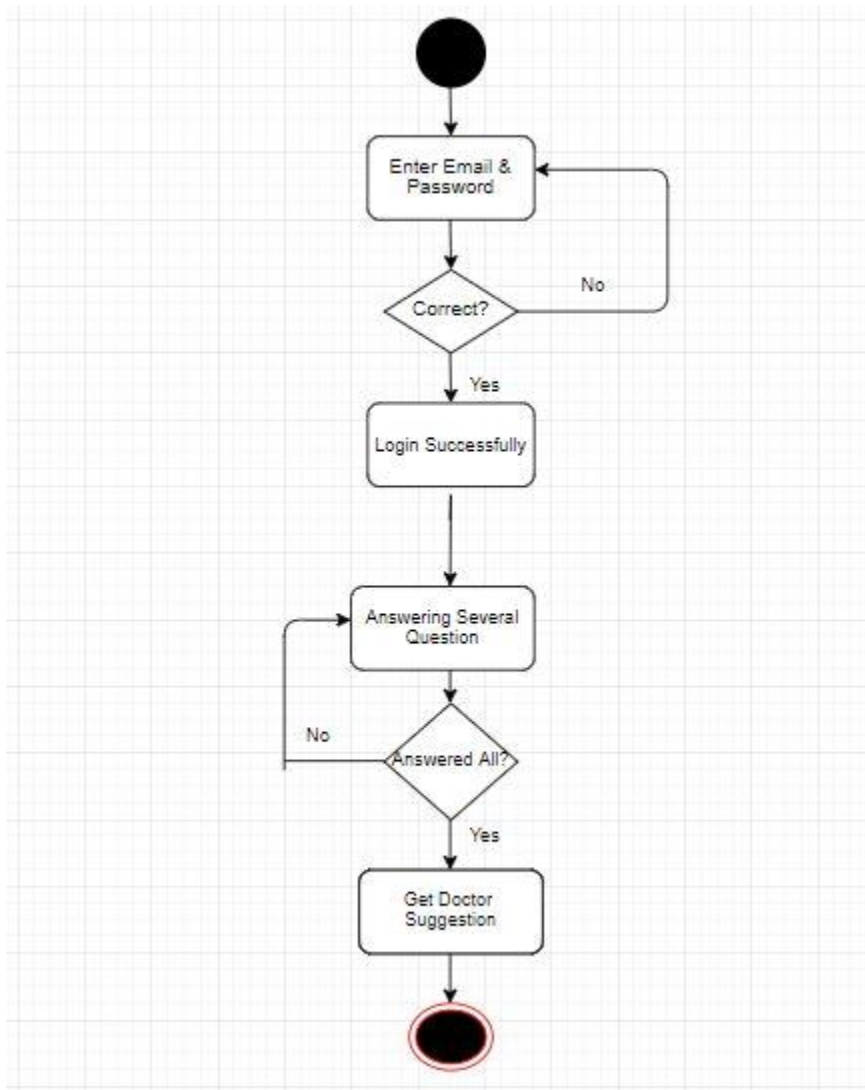 Enter Email &
Password
Correct?
No
Yes
Login Successfully
Answering Several
Question
No
Answered All?
Yes
Get Doctor
Suggestion